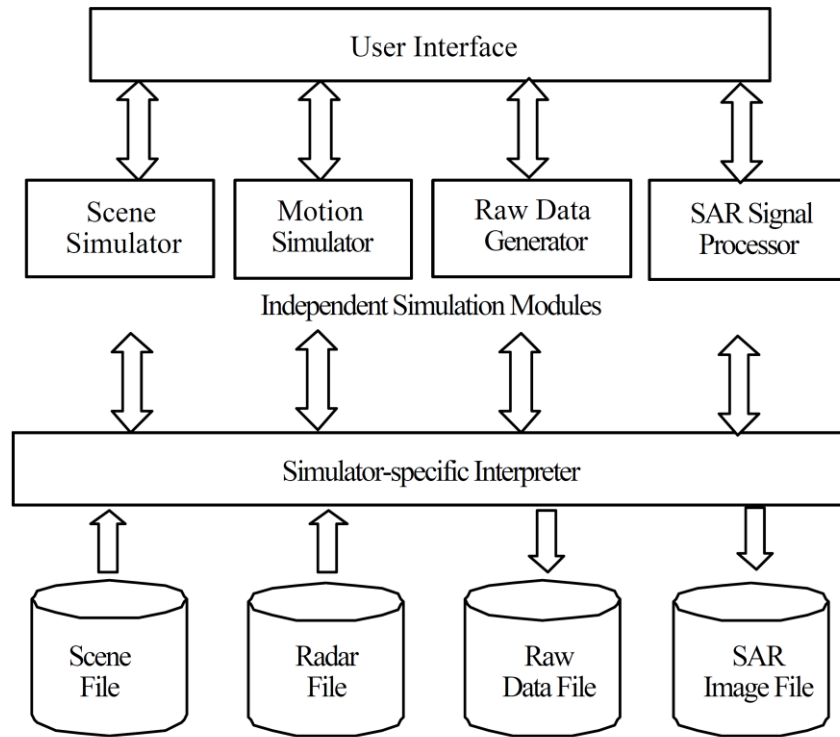 User Interface
Scene
Simulator
Motion
Simulator
Raw Data
Generator
SAR Signal
Processor
Independent Simulation Modules
Simulator-specific Interpreter
Scene
File
Radar
File
Raw
Data File
SAR
Image File